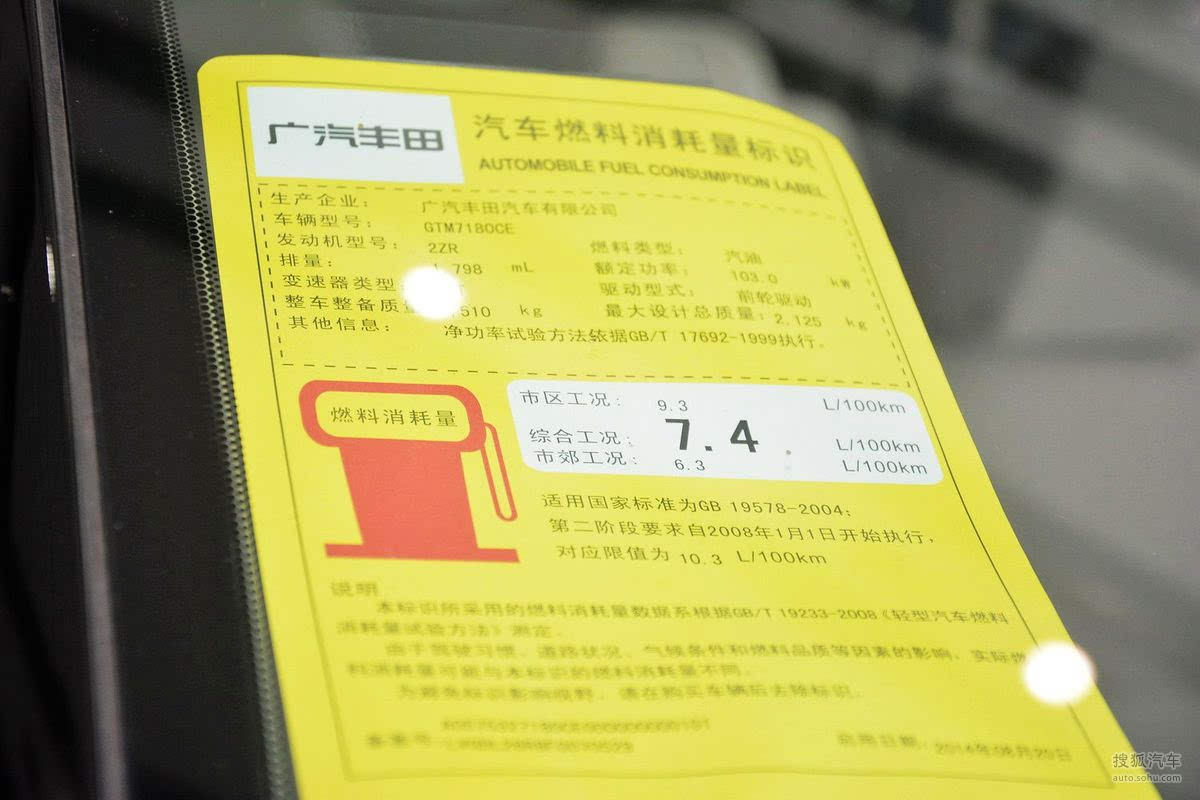 广汽丰田
汽车燃料消耗量标识
AUTOMOBILE FUEL CONSUMPTION LABEL
生产企业： 广汽丰田汽车有限公司
车辆型号： GTM7180CE
发动机型号： 2ZR 燃料类型： 汽油
排量： 798 mL 额定功率： 103.0 kW
变速器类型 驱动型式： 前轮驱动
整车整备质 510 kg 最大设计总质量：2,125 kg
其他信息： 净功率试验方法依据GB/T 17692-1999执行。
燃料消耗量
市区工况： 9.3 L/100km
综合工况： 7.4 L/100km
市郊工况： 6.3 L/100km
适用国家标准为GB 19578-2004；
第二阶段要求自2008年1月1日开始执行，
对应限值为 10.3 L/100km
说明
本标识所采用的燃料消耗量数据系根据GB/T 19233-2008《轻型汽车燃料
消耗量试验方法》测定。
由于驾驶习惯、道路状况、气候条件和燃料品质等因素的影响，实际燃
料消耗量可能与本标识的燃料消耗量不同。
为避免标识影响视野，请在购买车辆后去除标识。
备案号
启用日期：2014年08月20日
搜狐汽车
auto.sohu.com